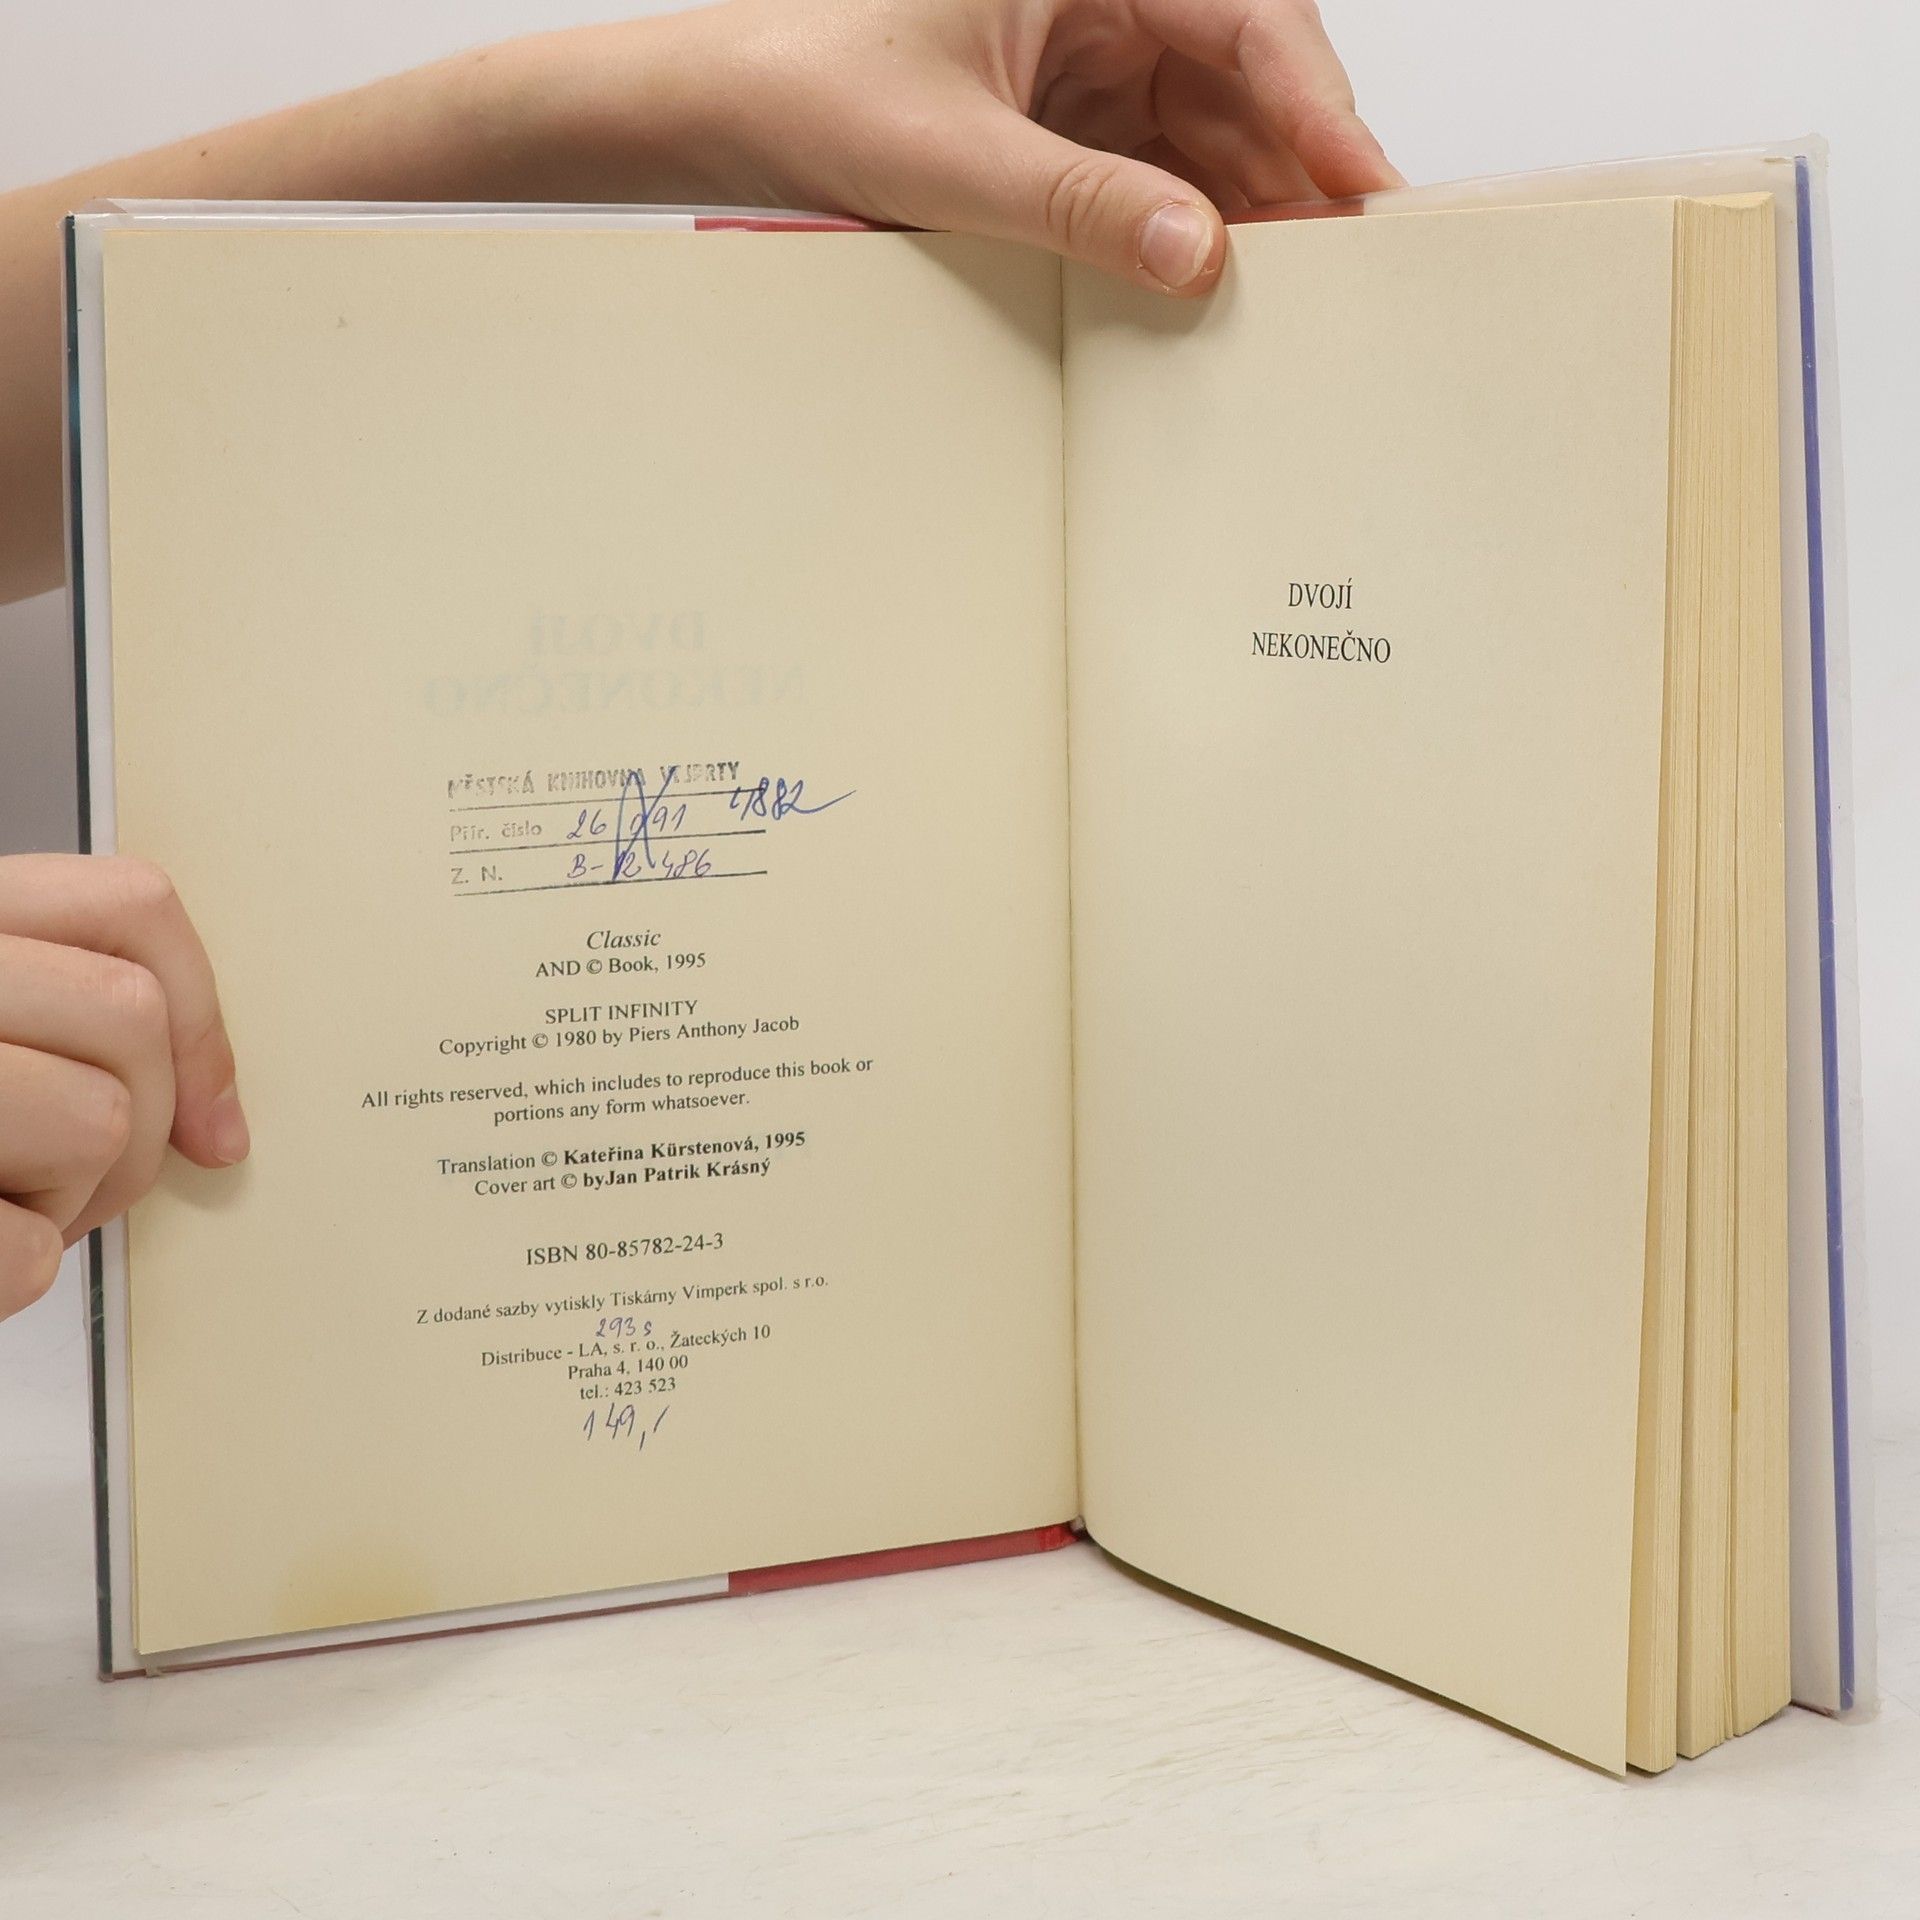 MĚSTSKÁ KNIHOVNA VEJPRTY
Přír. číslo 26 / 91 4882
Z. N. B- 12 486
Classic
AND © Book, 1995
SPLIT INFINITY
Copyright © 1980 by Piers Anthony Jacob
All rights reserved, which includes to reproduce this book or
portions any form whatsoever.
Translation © Kateřina Kürstenová, 1995
Cover art © byJan Patrik Krásný
ISBN 80-85782-24-3
Z dodané sazby vytiskly Tiskárny Vimperk spol. s r.o.
293 s
Distribuce - LA, s. r. o., Žateckých 10
Praha 4, 140 00
tel.: 423 523
149,/
DVOJÍ
NEKONEČNO